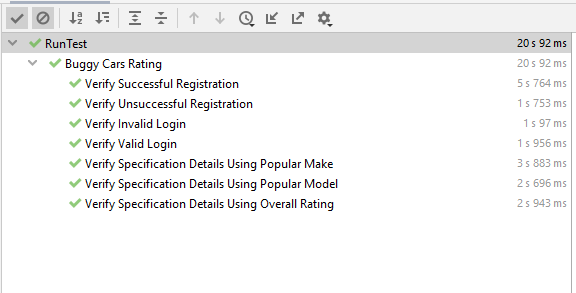 RunTest 20 s 92 ms
Buggy Cars Rating 20 s 92 ms
Verify Successful Registration 5 s 764 ms
Verify Unsuccessful Registration 1 s 753 ms
Verify Invalid Login 1 s 97 ms
Verify Valid Login 1 s 956 ms
Verify Specification Details Using Popular Make 3 s 883 ms
Verify Specification Details Using Popular Model 2 s 696 ms
Verify Specification Details Using Overall Rating 2 s 943 ms